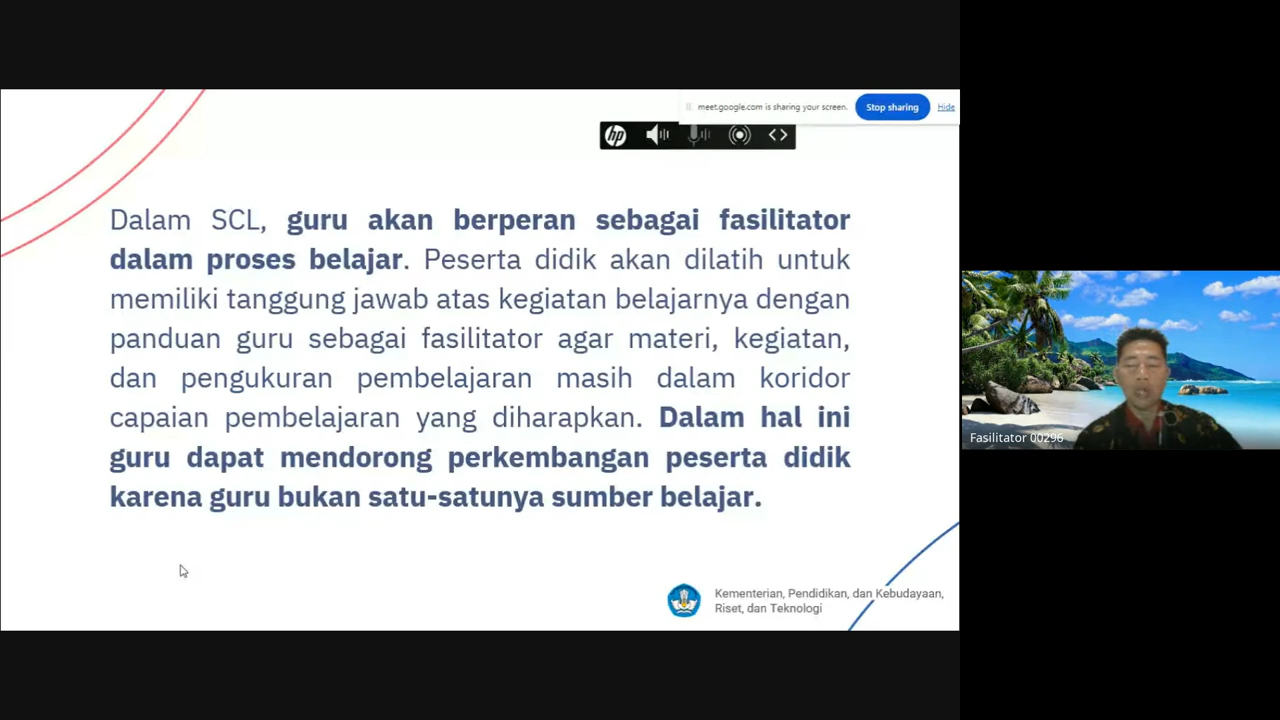 meet.google.com is sharing your screen. Stop sharing Hide
hp
Dalam SCL, guru akan berperan sebagai fasilitator
dalam proses belajar. Peserta didik akan dilatih untuk
memiliki tanggung jawab atas kegiatan belajarnya dengan
panduan guru sebagai fasilitator agar materi, kegiatan,
dan pengukuran pembelajaran masih dalam koridor
capaian pembelajaran yang diharapkan. Dalam hal ini
guru dapat mendorong perkembangan peserta didik
karena guru bukan satu-satunya sumber belajar.
Kementerian, Pendidikan, dan Kebudayaan,
Riset, dan Teknologi
Fasilitator 00296